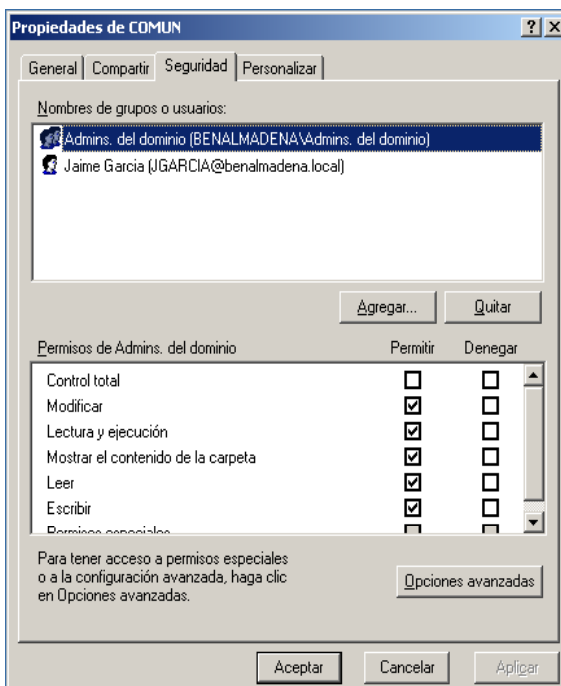 Propiedades de COMUN
General Compartir Seguridad Personalizar
Nombres de grupos o usuarios:
Admins. del dominio (BENALMADENA\Admins. del dominio)
Jaime Garcia (JGARCIA@benalmadena.local)
Agregar... Quitar
Permisos de Admins. del dominio Permitir Denegar
Control total
Modificar
Lectura y ejecución
Mostrar el contenido de la carpeta
Leer
Escribir
Permisos especiales
Para tener acceso a permisos especiales
o a la configuración avanzada, haga clic
en Opciones avanzadas.
Opciones avanzadas
Aceptar Cancelar Aplicar